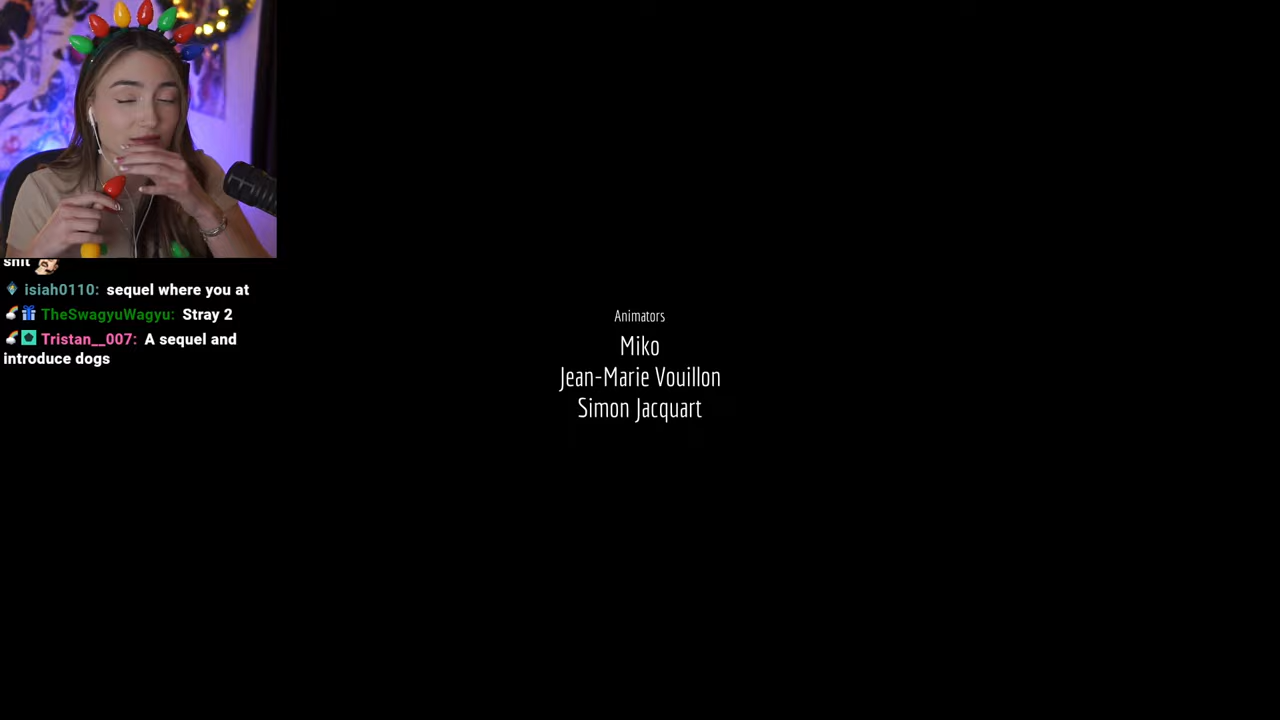 shit
isiah0110: sequel where you at
TheSwagyuWagyu: Stray 2
Tristan__007: A sequel and
introduce dogs
Animators
Miko
Jean-Marie Vouillon
Simon Jacquart